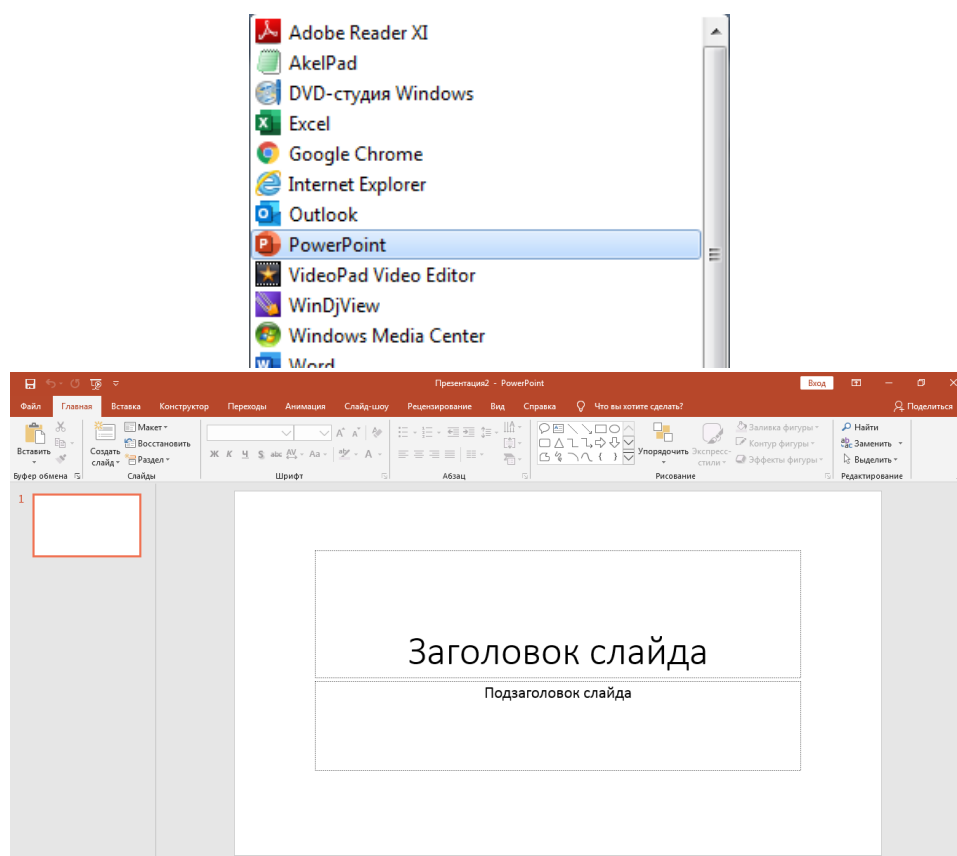 Adobe Reader XI
AkelPad
DVD-студия Windows
Excel
Google Chrome
Internet Explorer
Outlook
PowerPoint
VideoPad Video Editor
WinDjView
Windows Media Center
Word
Презентация2 - PowerPoint
Вход
Файл Главная Вставка Конструктор Переходы Анимация Слайд-шоу Рецензирование Вид Справка Что вы хотите сделать? Поделиться
Вставить
Создать слайд
Макет
Восстановить
Раздел
Ж К Ч S abc AV Aa A
Упорядочить
Экспресс-стили
Заливка фигуры
Контур фигуры
Эффекты фигуры
Найти
Заменить
Выделить
Буфер обмена Слайды Шрифт Абзац Рисование Редактирование
1
Заголовок слайда
Подзаголовок слайда